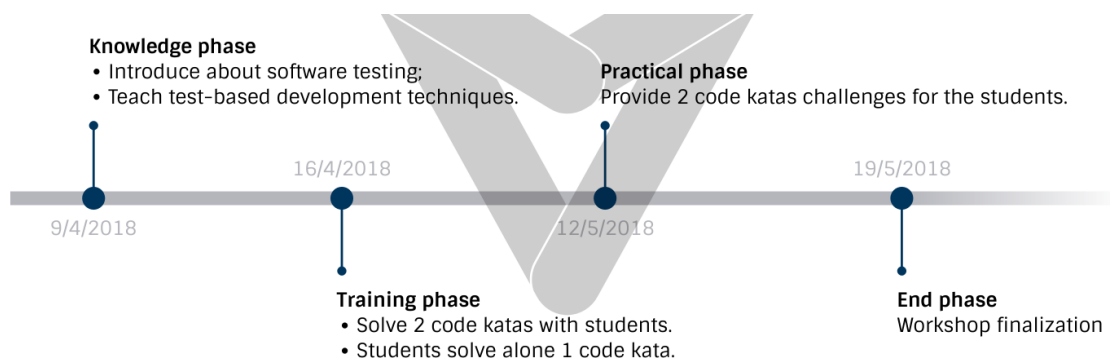 Knowledge phase
• Introduce about software testing;
• Teach test-based development techniques.
Practical phase
Provide 2 code katas challenges for the students.
16/4/2018
19/5/2018
9/4/2018
12/5/2018
Training phase
• Solve 2 code katas with students.
• Students solve alone 1 code kata.
End phase
Workshop finalization